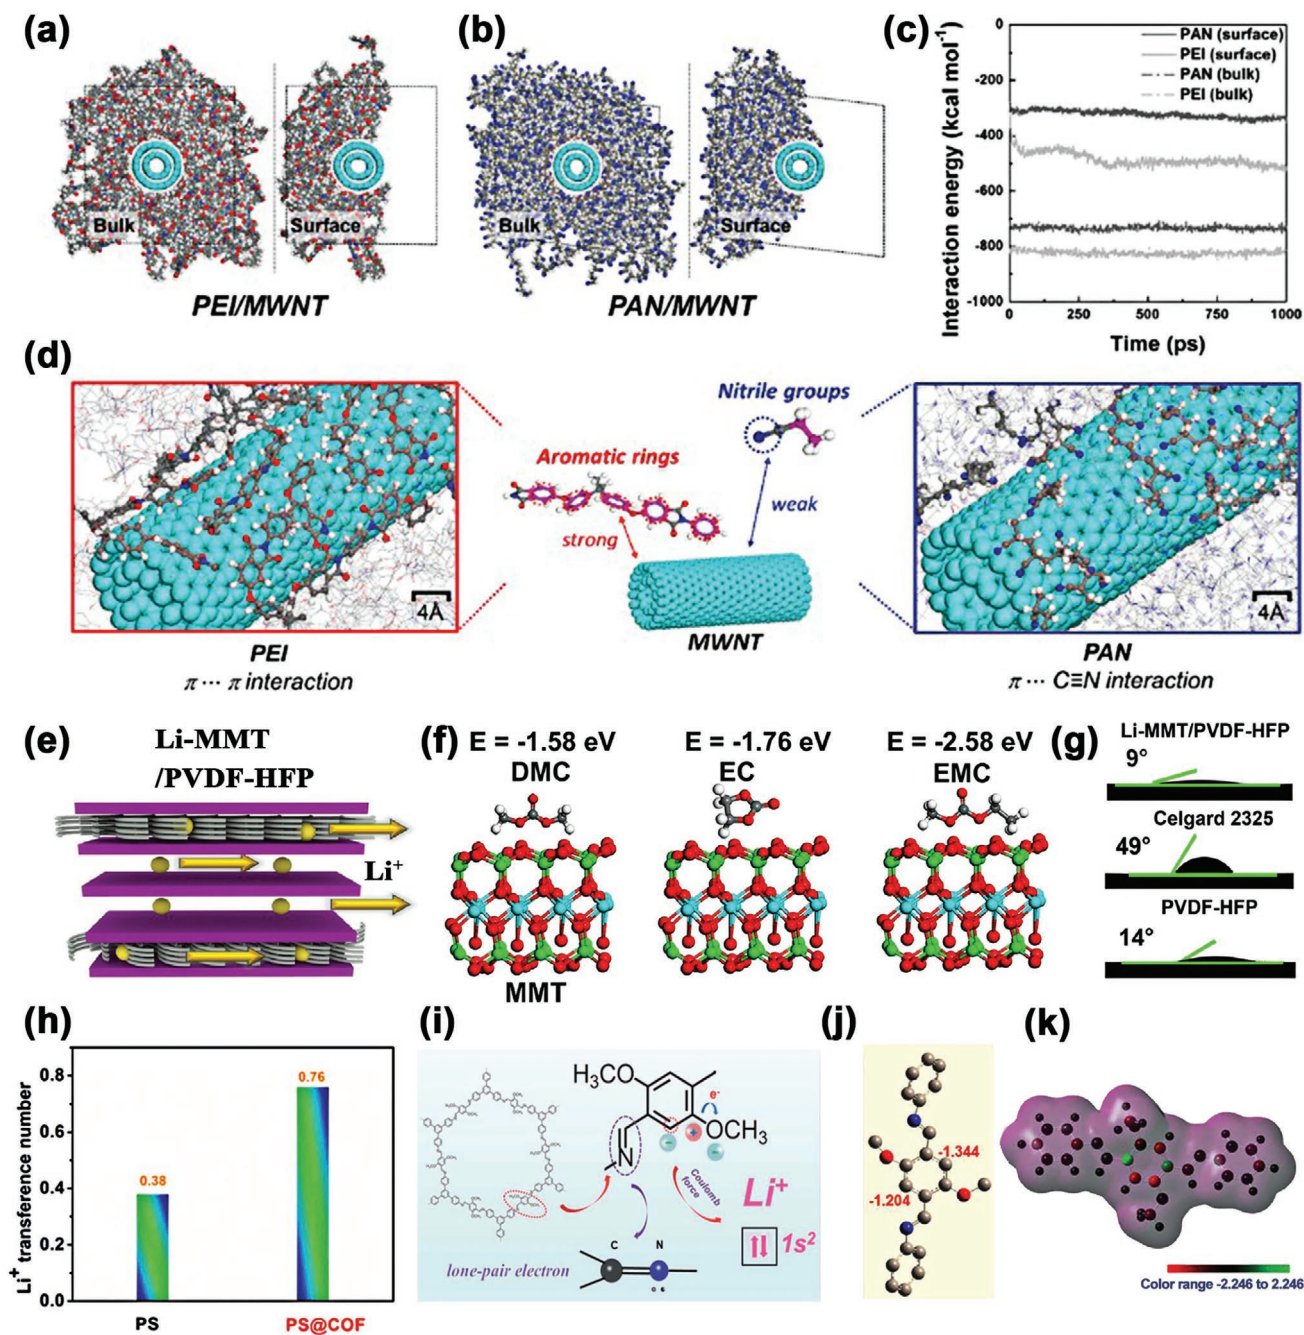 (a)
Bulk
Surface
PEI/MWNT
(b)
Bulk
Surface
PAN/MWNT
(c)
Interaction energy (kcal mol⁻¹)
0
-200
-400
-600
-800
-1000
PAN (surface)
PEI (surface)
PAN (bulk)
PEI (bulk)
0
250
500
750
1000
Time (ps)
(d)
4Å
PEI
π ··· π interaction
Aromatic rings
strong
Nitrile groups
weak
MWNT
4Å
PAN
π ··· C≡N interaction
(e)
Li-MMT
/PVDF-HFP
Li⁺
(f)
E = -1.58 eV
DMC
E = -1.76 eV
EC
E = -2.58 eV
EMC
MMT
(g)
Li-MMT/PVDF-HFP
9°
Celgard 2325
49°
PVDF-HFP
14°
(h)
Li⁺ transference number
0.8
0.6
0.4
0.2
0.0
0.38
0.76
PS
PS@COF
(i)
H₃CO
e⁻
OCH₃
+
−
−
N
Coulomb
force
Li⁺
1s²
C
N
lone-pair electron
(j)
-1.344
-1.204
(k)
Color range -2.246 to 2.246